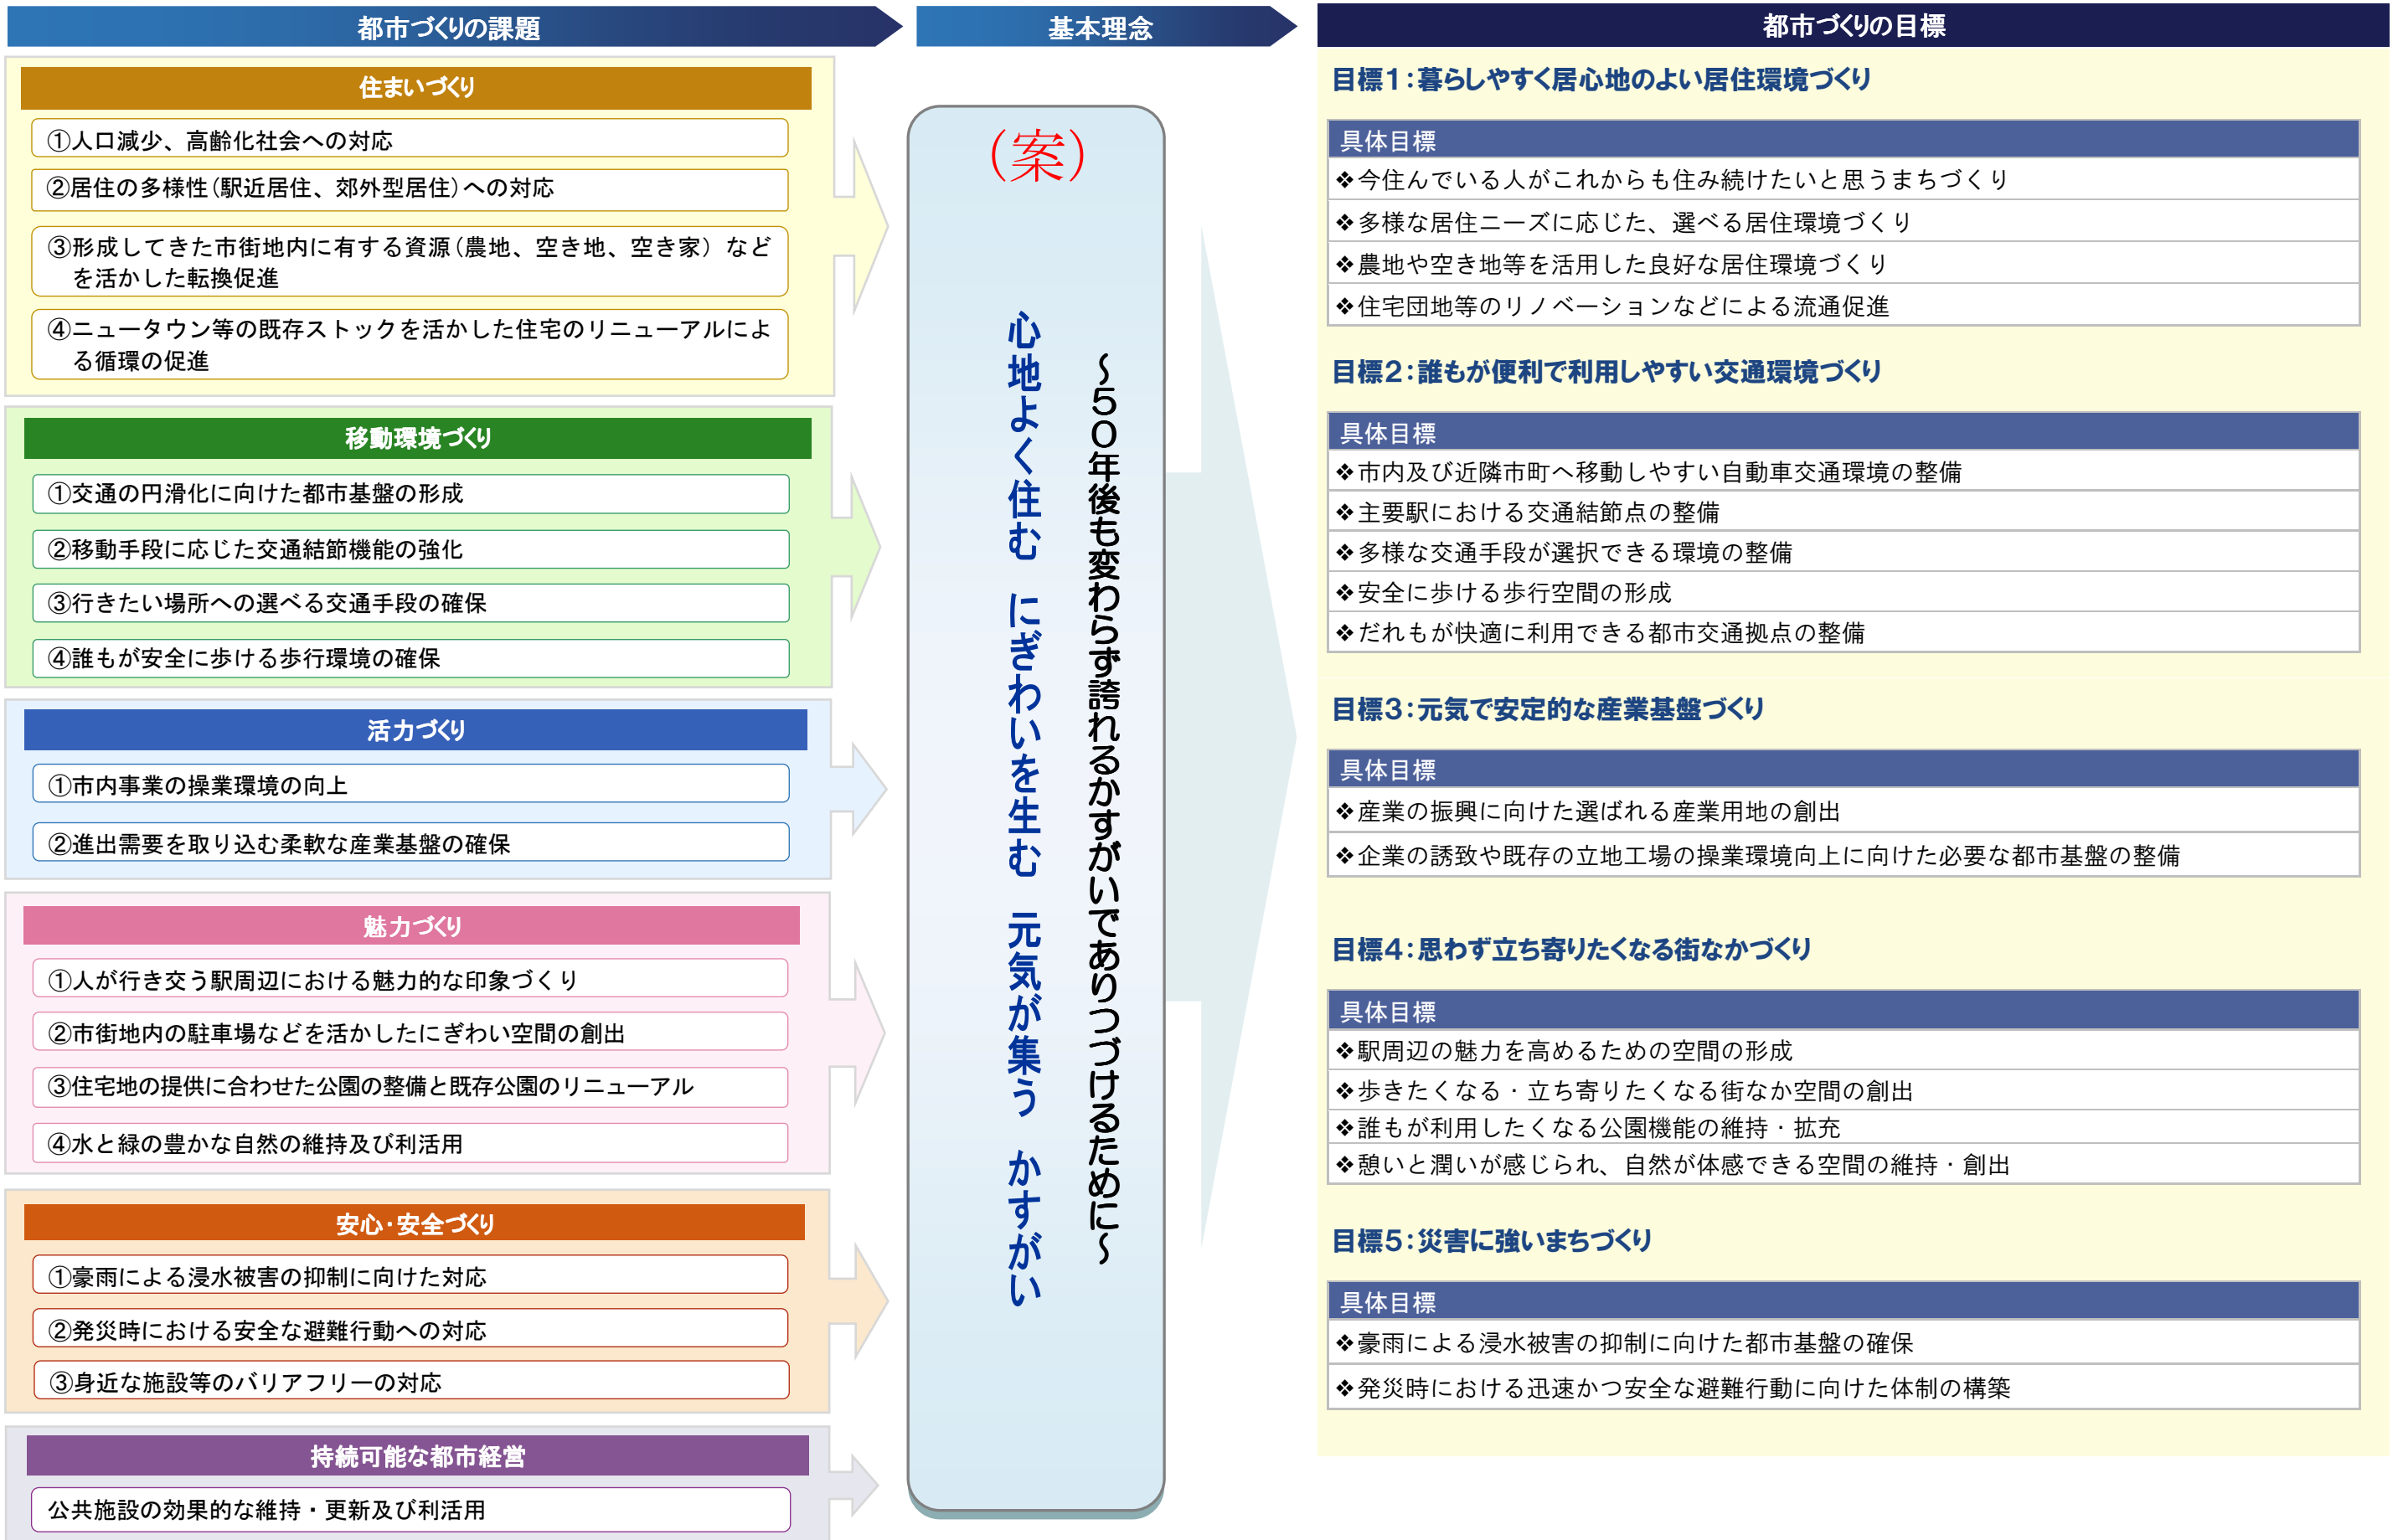 都市づくりの課題
住まいづくり
①人口減少、高齢化社会への対応
②居住の多様性(駅近居住、郊外型居住)への対応
③形成してきた市街地内に有する資源(農地、空き地、空き家)など
を活かした転換促進
④ニュータウン等の既存ストックを活かした住宅のリニューアルによ
る循環の促進
移動環境づくり
①交通の円滑化に向けた都市基盤の形成
②移動手段に応じた交通結節機能の強化
③行きたい場所への選べる交通手段の確保
④誰もが安全に歩ける歩行環境の確保
活力づくり
①市内事業の操業環境の向上
②進出需要を取り込む柔軟な産業基盤の確保
魅力づくり
①人が行き交う駅周辺における魅力的な印象づくり
②市街地内の駐車場などを活かしたにぎわい空間の創出
③住宅地の提供に合わせた公園の整備と既存公園のリニューアル
④水と緑の豊かな自然の維持及び利活用
安心・安全づくり
①豪雨による浸水被害の抑制に向けた対応
②発災時における安全な避難行動への対応
③身近な施設等のバリアフリーの対応
持続可能な都市経営
公共施設の効果的な維持・更新及び利活用
基本理念
(案)
~50年後も変わらず誇れるかすがいでありつづけるために~
心地よく住む にぎわいを生む 元気が集う かすがい
都市づくりの目標
目標1:暮らしやすく居心地のよい居住環境づくり
具体目標
❖今住んでいる人がこれからも住み続けたいと思うまちづくり
❖多様な居住ニーズに応じた、選べる居住環境づくり
❖農地や空き地等を活用した良好な居住環境づくり
❖住宅団地等のリノベーションなどによる流通促進
目標2:誰もが便利で利用しやすい交通環境づくり
具体目標
❖市内及び近隣市町へ移動しやすい自動車交通環境の整備
❖主要駅における交通結節点の整備
❖多様な交通手段が選択できる環境の整備
❖安全に歩ける歩行空間の形成
❖だれもが快適に利用できる都市交通拠点の整備
目標3:元気で安定的な産業基盤づくり
具体目標
❖産業の振興に向けた選ばれる産業用地の創出
❖企業の誘致や既存の立地工場の操業環境向上に向けた必要な都市基盤の整備
目標4:思わず立ち寄りたくなる街なかづくり
具体目標
❖駅周辺の魅力を高めるための空間の形成
❖歩きたくなる・立ち寄りたくなる街なか空間の創出
❖誰もが利用したくなる公園機能の維持・拡充
❖憩いと潤いが感じられ、自然が体感できる空間の維持・創出
目標5:災害に強いまちづくり
具体目標
❖豪雨による浸水被害の抑制に向けた都市基盤の確保
❖発災時における迅速かつ安全な避難行動に向けた体制の構築